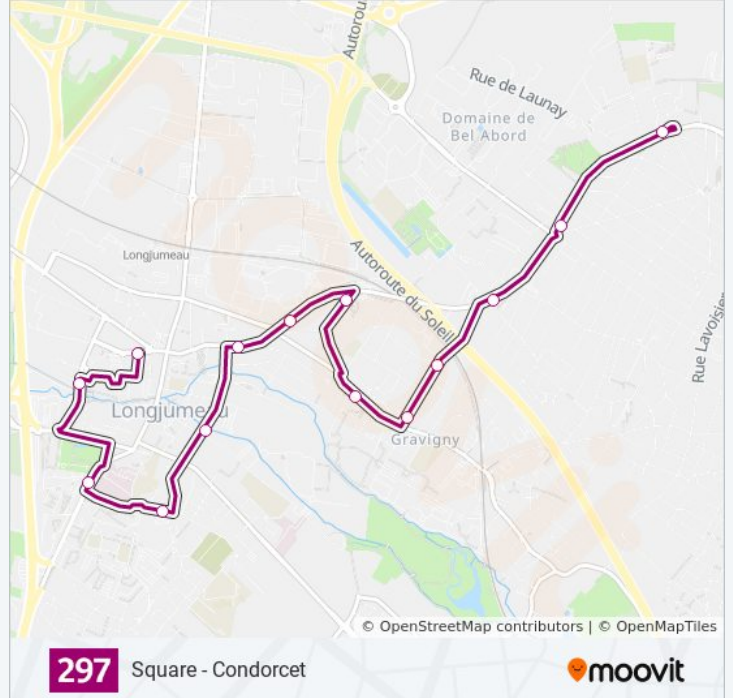 Autorou
Rue de Launay
Domaine de
Bel Abord
Longjumeau
Autoroute du Soleil
Rue Lavoisier
Longjumeau
Gravigny
© OpenStreetMap contributors | © OpenMapTiles
297 Square - Condorcet
moovit